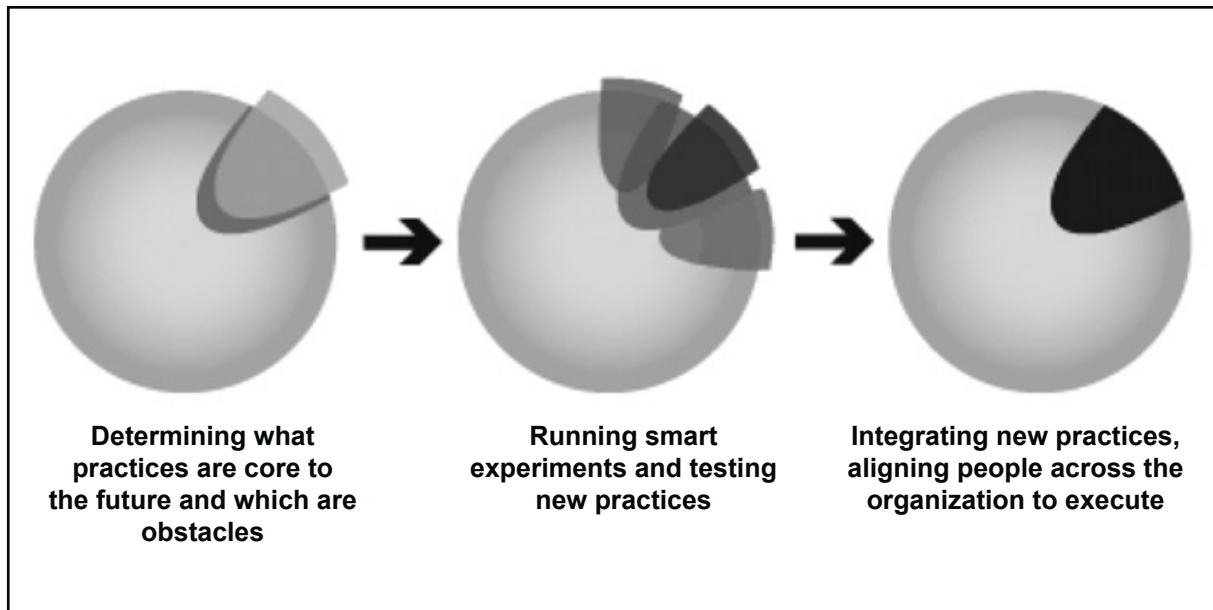 Determining what
practices are core to
the future and which are
obstacles
Running smart
experiments and testing
new practices
Integrating new practices,
aligning people across the
organization to execute